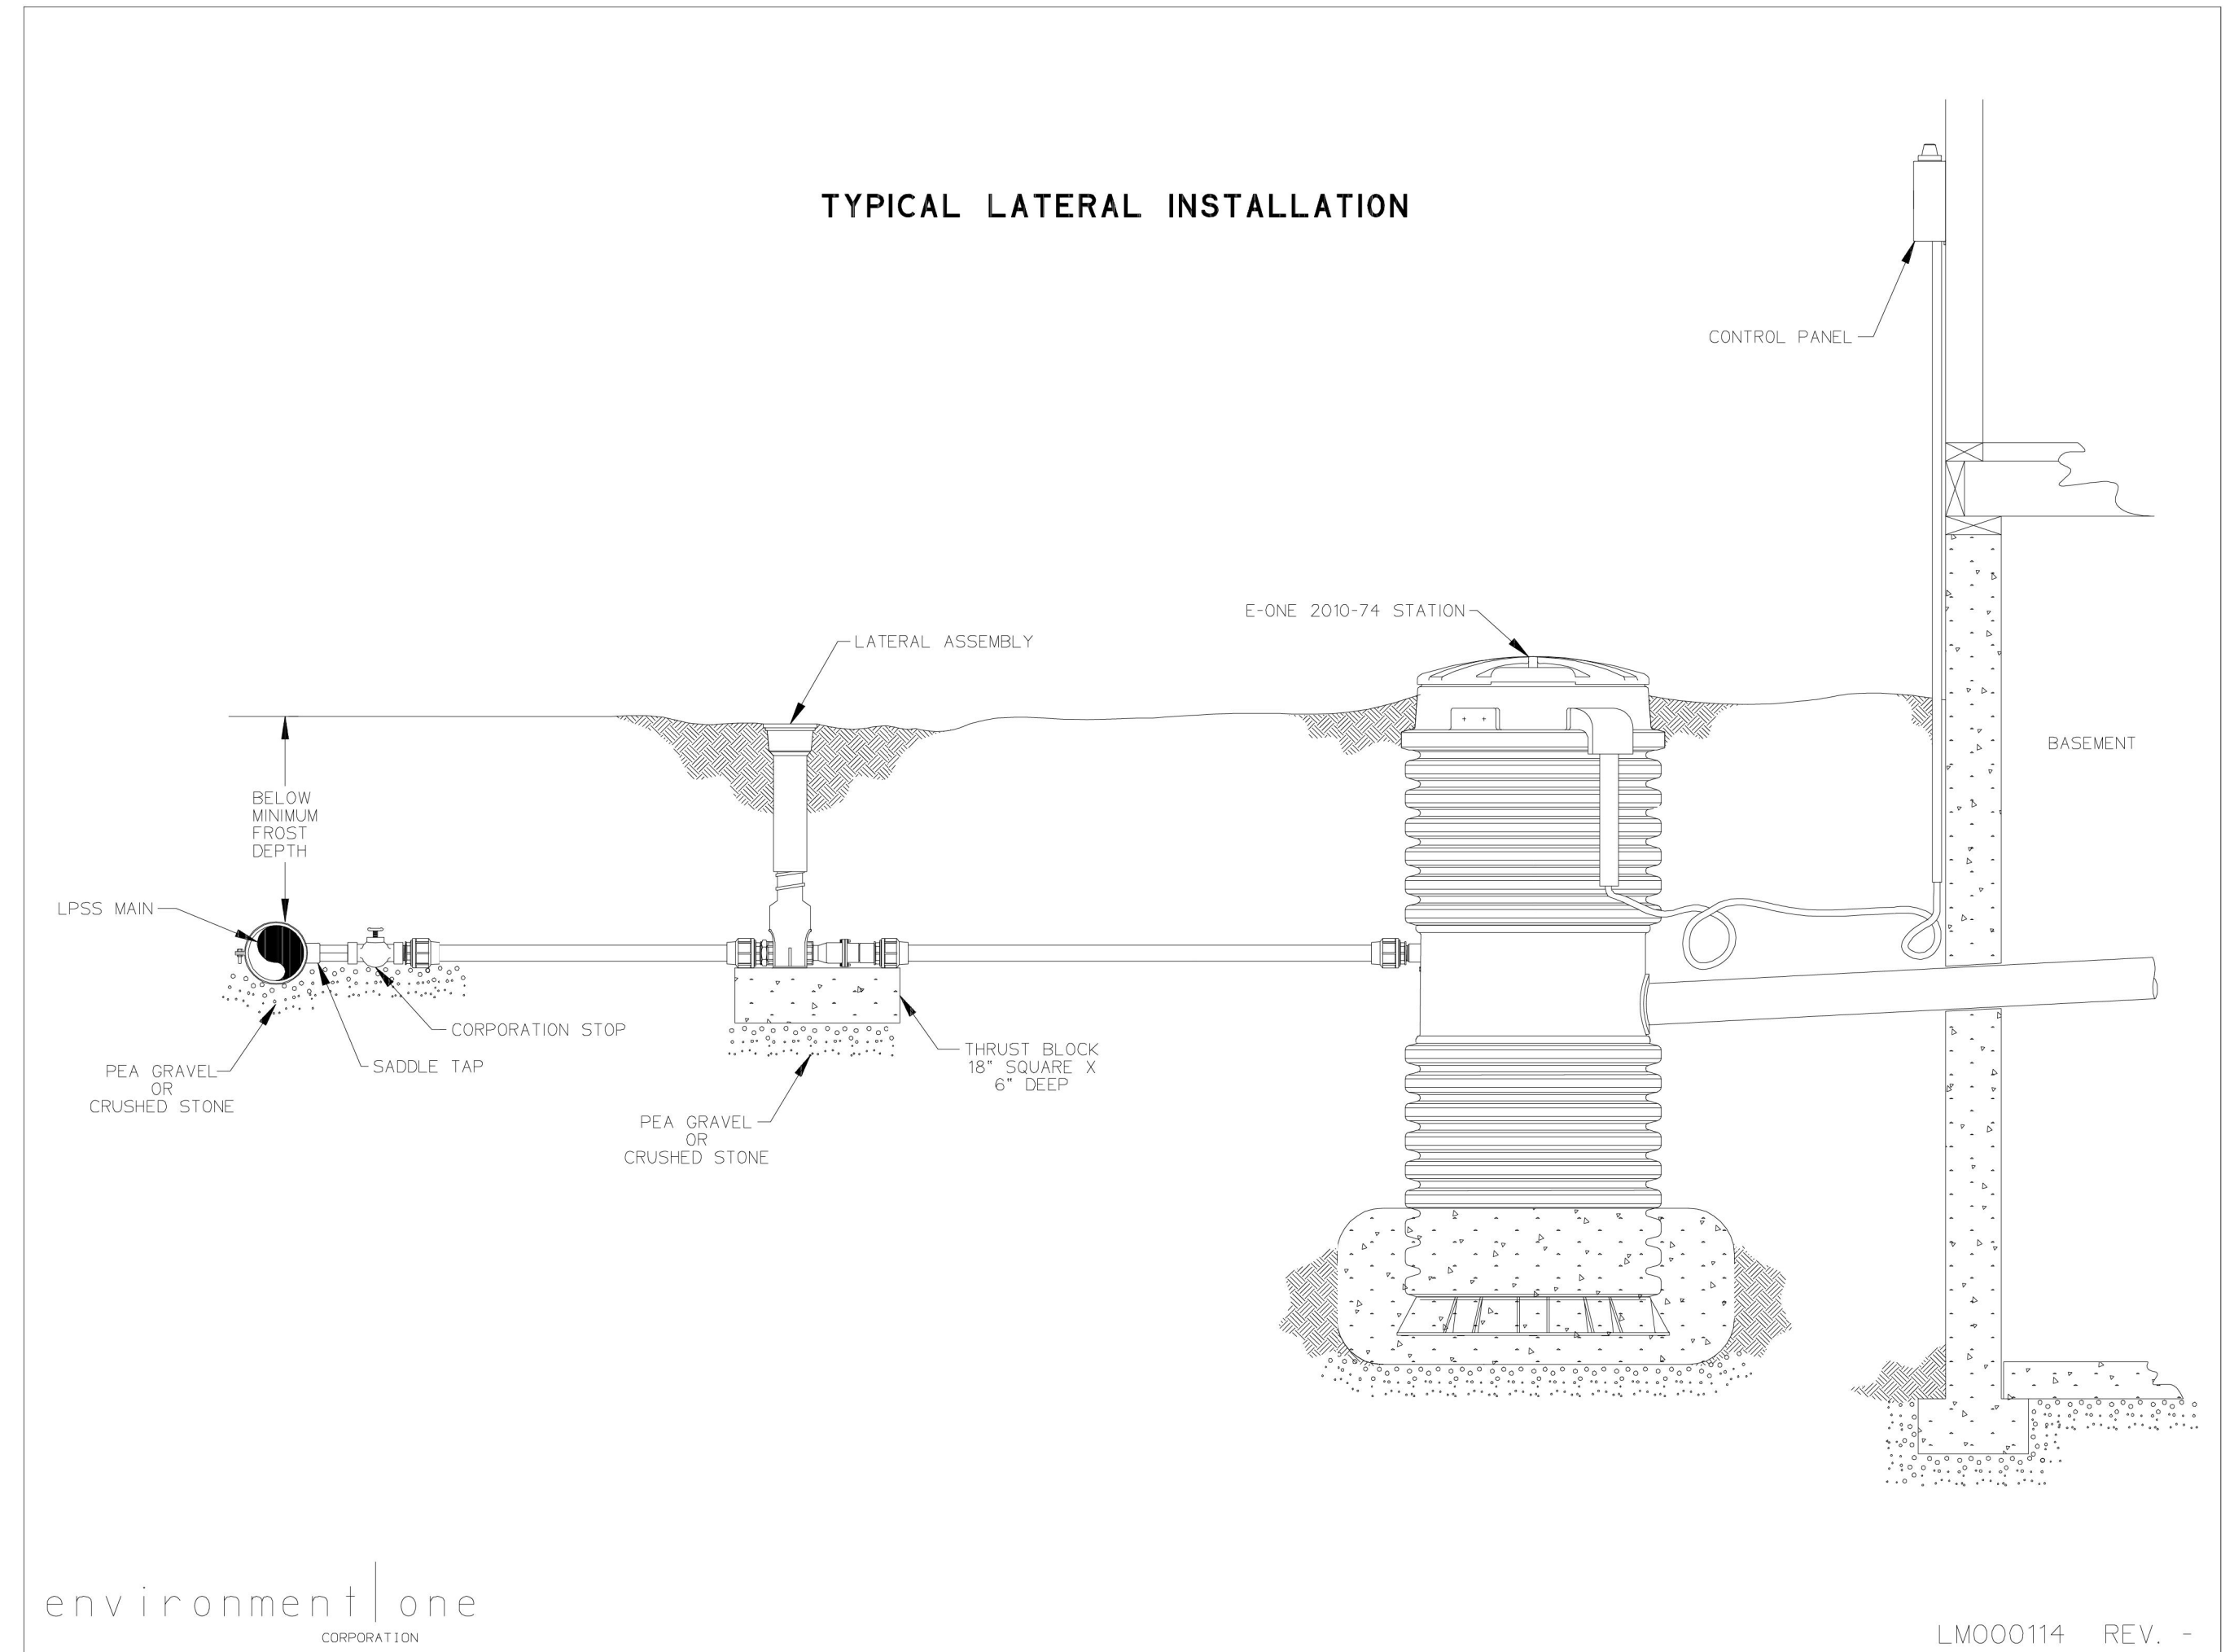 TYPICAL LATERAL INSTALLATION
CONTROL PANEL
E-ONE 2010-74 STATION
LATERAL ASSEMBLY
BASEMENT
BELOW
MINIMUM
FROST
DEPTH
LPSS MAIN
CORPORATION STOP
SADDLE TAP
PEA GRAVEL
OR
CRUSHED STONE
THRUST BLOCK
18" SQUARE X
6" DEEP
PEA GRAVEL
OR
CRUSHED STONE
environment|one
CORPORATION
LM000114 REV. -